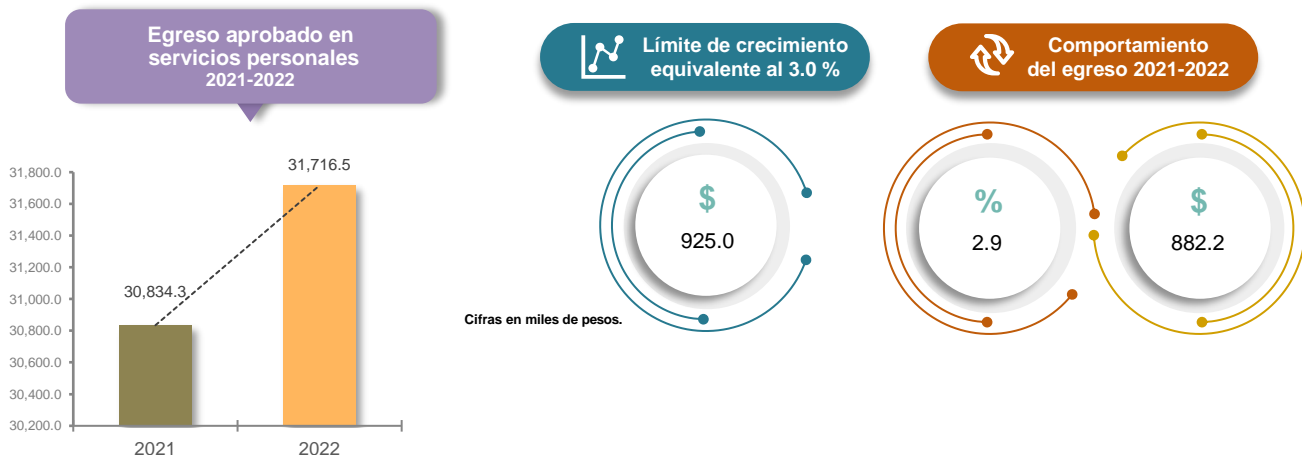 Egreso aprobado en
servicios personales
2021-2022
31,800.0
31,600.0
31,400.0
31,200.0
31,000.0
30,800.0
30,600.0
30,400.0
30,200.0
30,834.3
31,716.5
2021
2022
Límite de crecimiento
equivalente al 3.0 %
$
925.0
Cifras en miles de pesos.
Comportamiento
del egreso 2021-2022
%
2.9
$
882.2